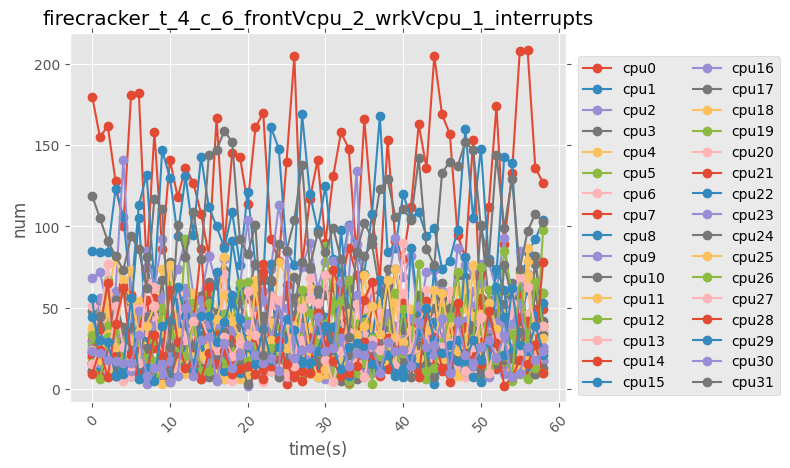 firecracker_t_4_c_6_frontVcpu_2_wrkVcpu_1_interrupts
200
150
100
50
0
num
0
10
20
30
40
50
60
time(s)
cpu0
cpu1
cpu2
cpu3
cpu4
cpu5
cpu6
cpu7
cpu8
cpu9
cpu10
cpu11
cpu12
cpu13
cpu14
cpu15
cpu16
cpu17
cpu18
cpu19
cpu20
cpu21
cpu22
cpu23
cpu24
cpu25
cpu26
cpu27
cpu28
cpu29
cpu30
cpu31